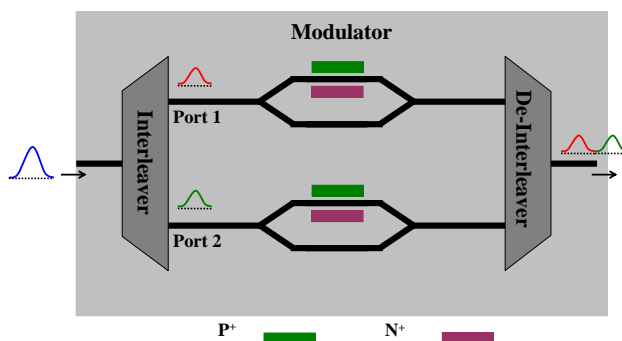 Modulator
Interleaver
Port 1
Port 2
De-Interleaver
P+
N+